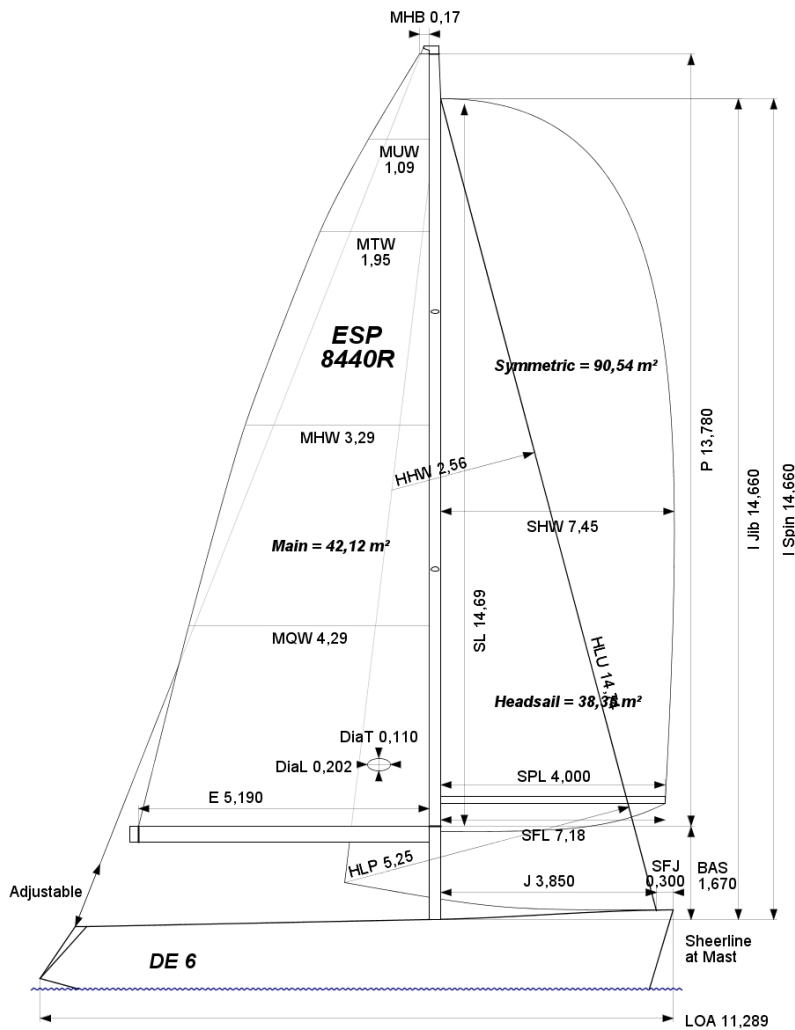 MHB 0,17
MUW
1,09
MTW
1,95
ESP
8440R
Symmetric = 90,54 m²
P 13,780
I Jib 14,660
I Spin 14.660
MHW 3,29
HHW 2,56
SHW 7,45
Main = 42,12 m²
SL 14,69
MQW 4,29
HLU
Headsail =
DiaT 0,110
DiaL 0,202
SPL 4,000
E 5,190
SFL 7,18
HLP 5,25
SFJ
0,300
BAS
1,670
J 3,850
Adjustable
Sheerline
at Mast
DE 6
LOA 11,289